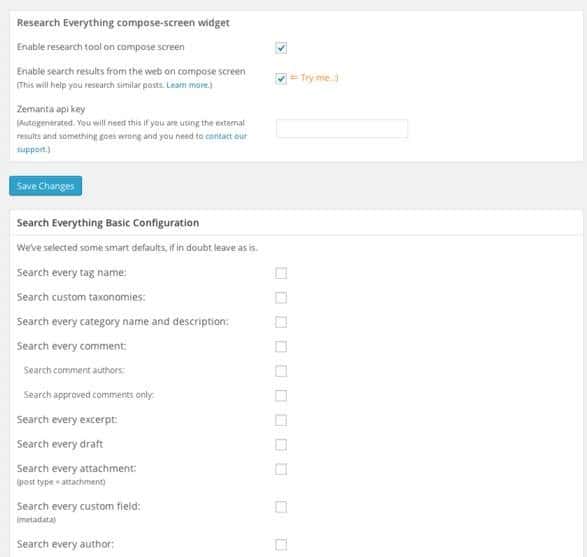 Research Everything compose-screen widget
Enable research tool on compose screen
Enable search results from the web on compose screen
⇐ Try me...:)
(This will help you research similar posts. Learn more.)
Zemanta api key
(Autogenerated. You will need this if you are using the external
results and something goes wrong and you need to contact our
support.)
Save Changes
Search Everything Basic Configuration
We've selected some smart defaults, if in doubt leave as is.
Search every tag name:
Search custom taxonomies:
Search every category name and description:
Search every comment:
Search comment authors:
Search approved comments only:
Search every excerpt:
Search every draft
Search every attachment:
(post type = attachment)
Search every custom field:
(metadata)
Search every author: